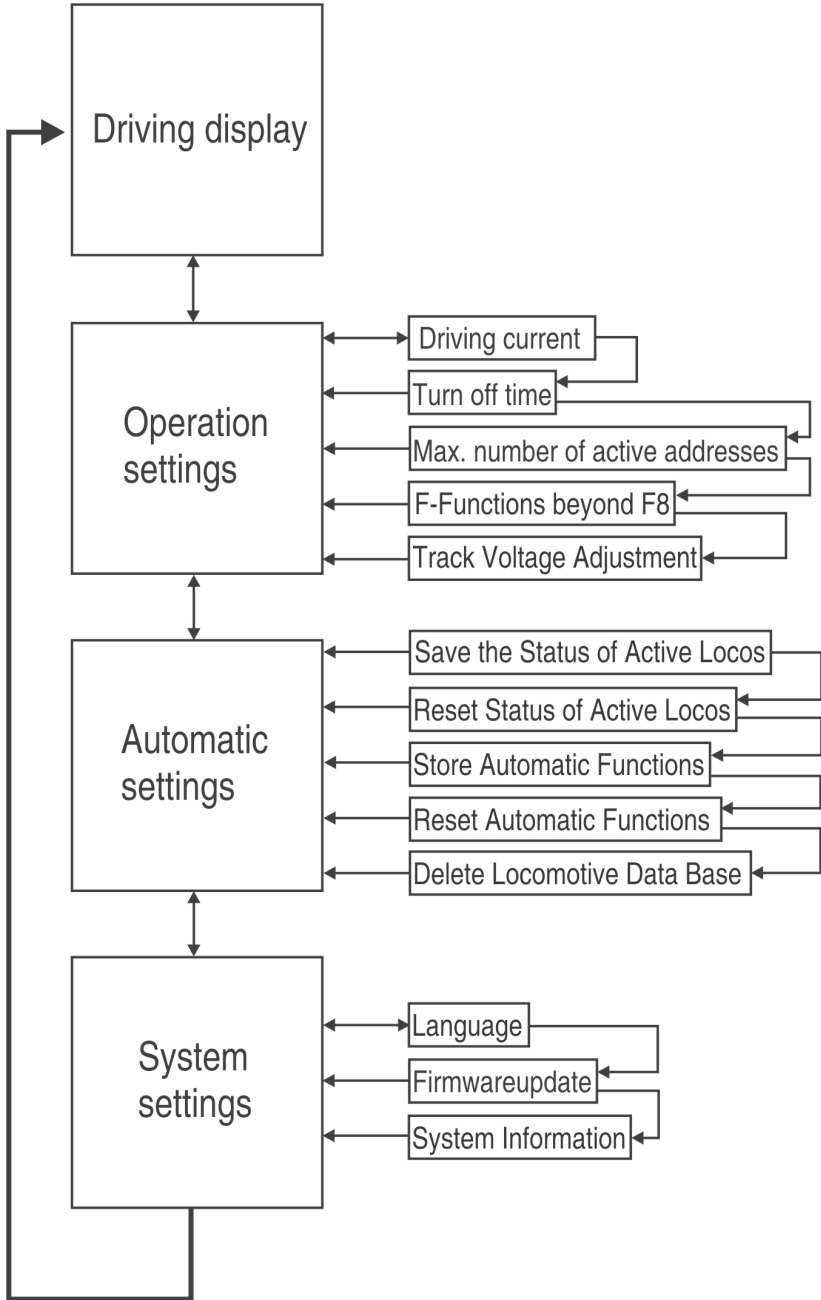 Driving display
Operation
settings
Driving current
Turn off time
Max. number of active addresses
F-Functions beyond F8
Track Voltage Adjustment
Automatic
settings
Save the Status of Active Locos
Reset Status of Active Locos
Store Automatic Functions
Reset Automatic Functions
Delete Locomotive Data Base
System
settings
Language
Firmwareupdate
System Information